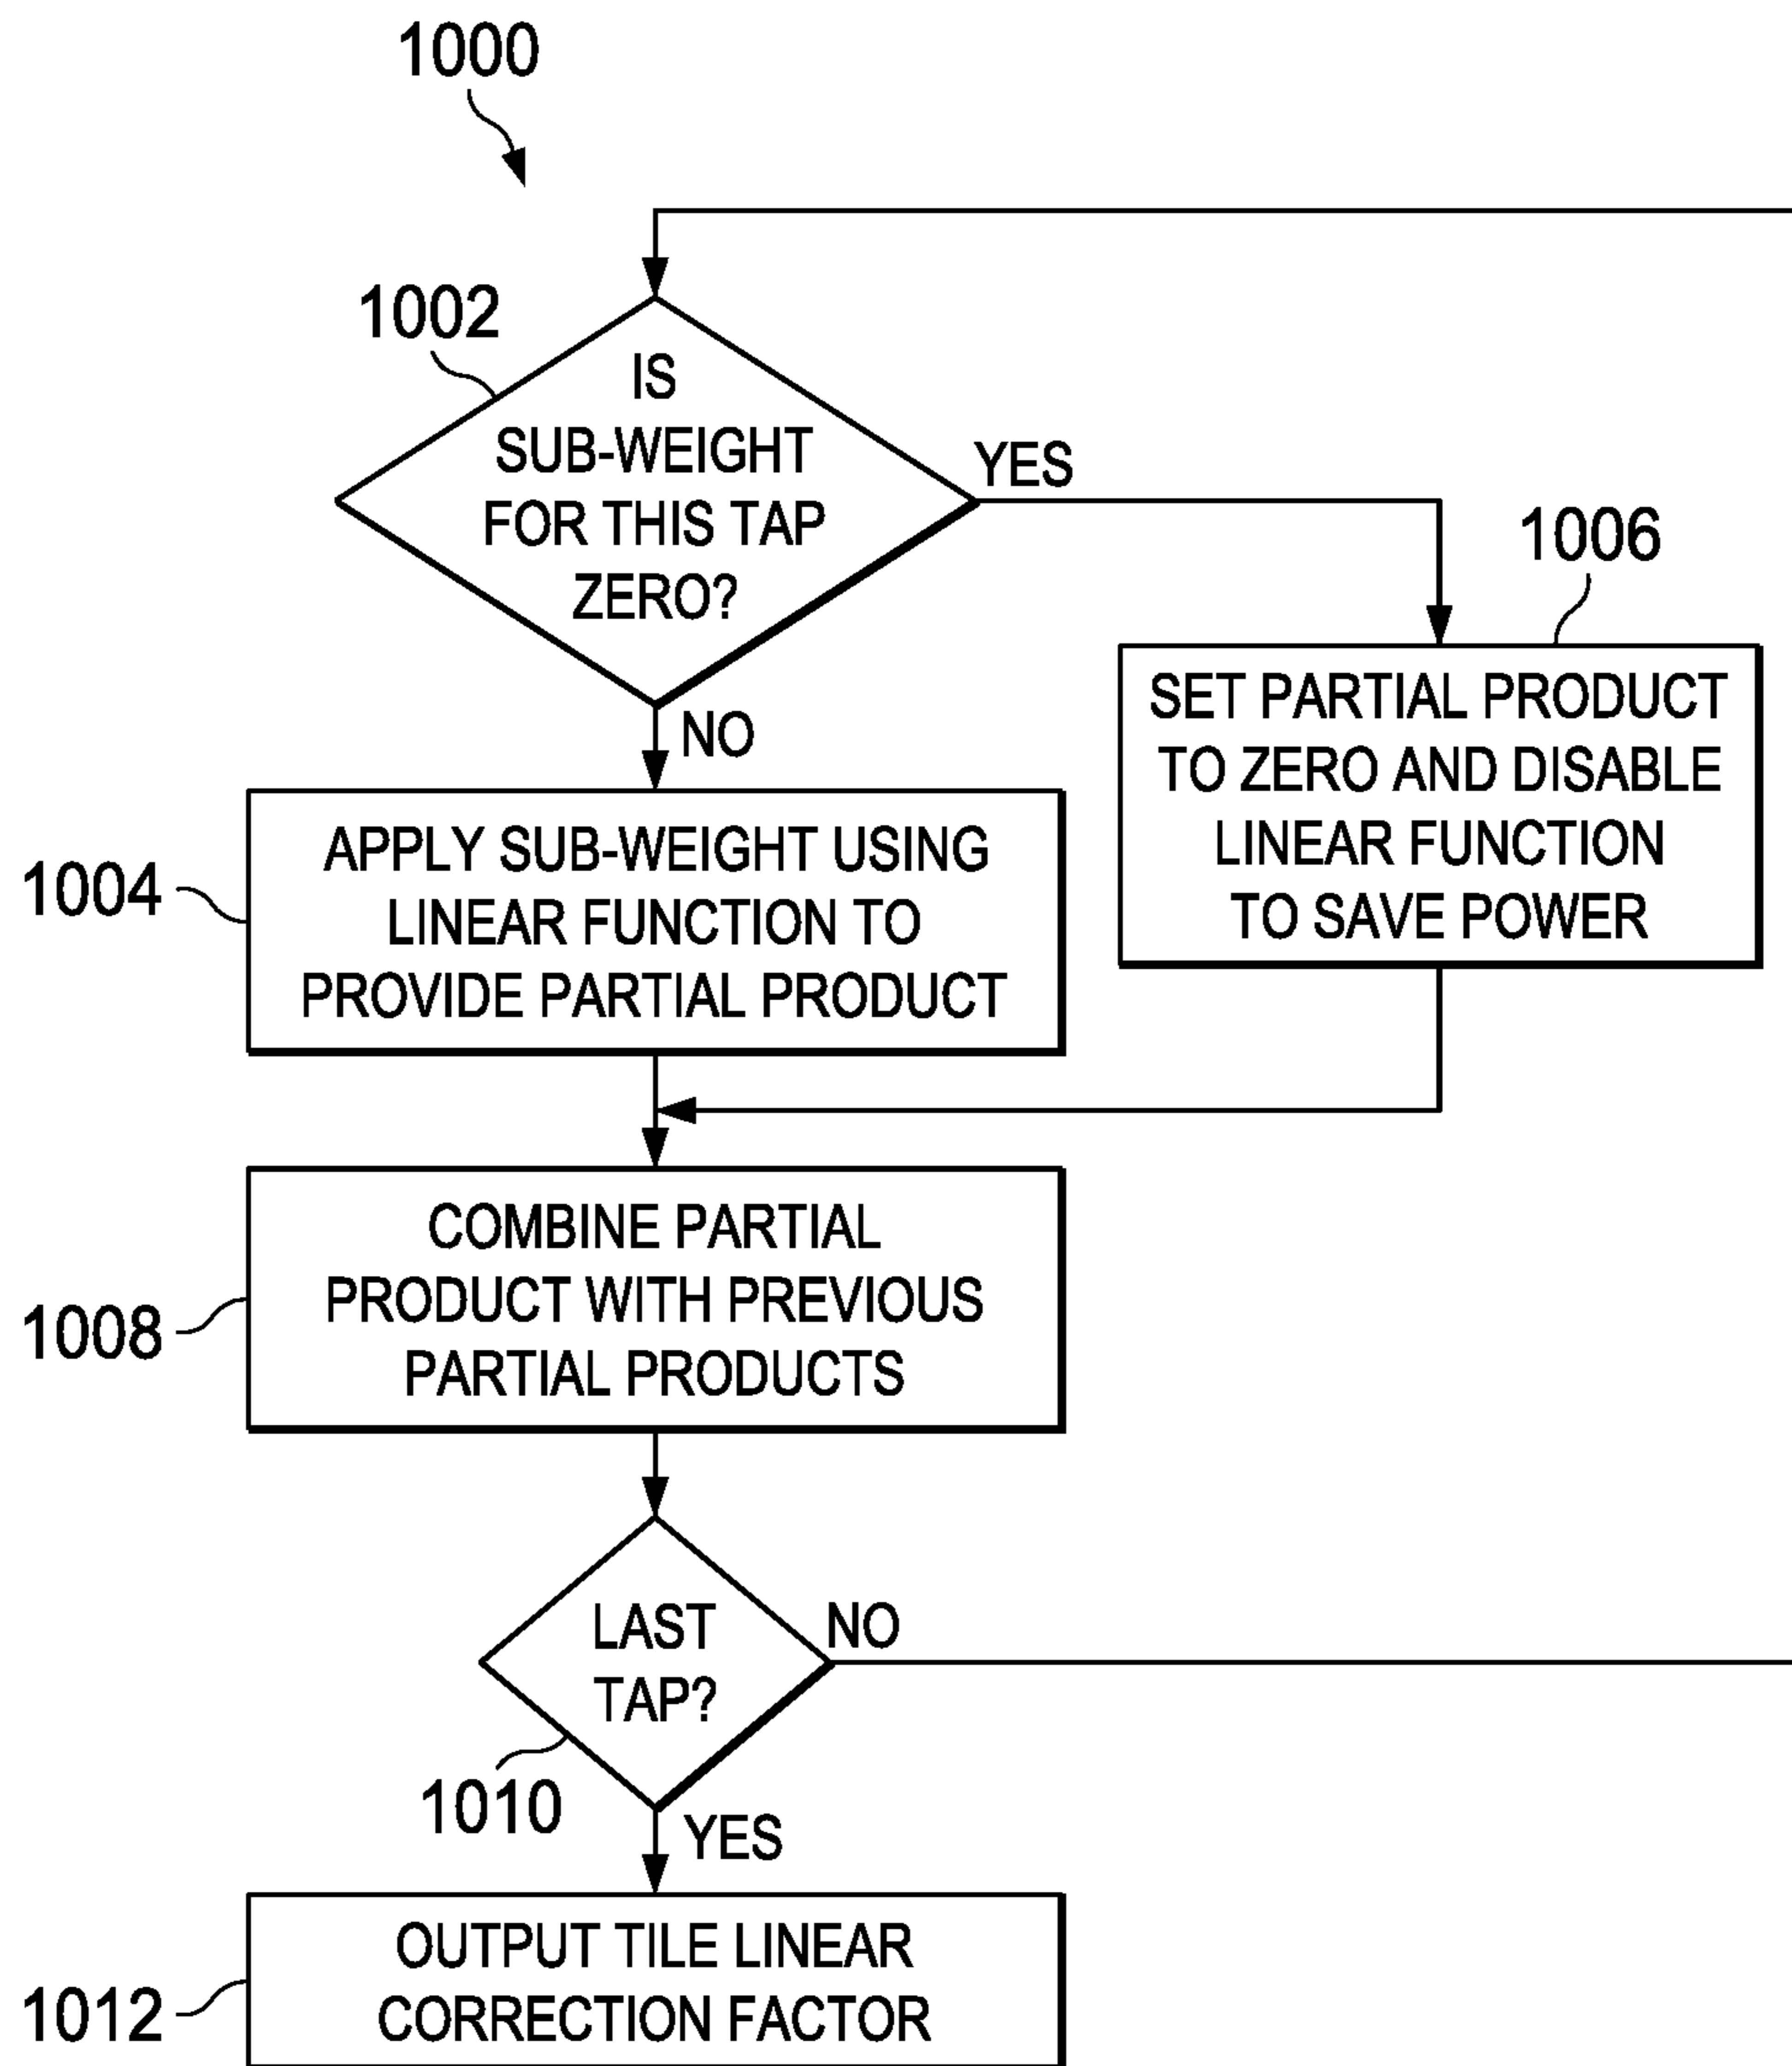 1000
1002
IS
SUB-WEIGHT
FOR THIS TAP
ZERO?
YES
NO
1006
SET PARTIAL PRODUCT
TO ZERO AND DISABLE
LINEAR FUNCTION
TO SAVE POWER
1004
APPLY SUB-WEIGHT USING
LINEAR FUNCTION TO
PROVIDE PARTIAL PRODUCT
1008
COMBINE PARTIAL
PRODUCT WITH PREVIOUS
PARTIAL PRODUCTS
LAST
TAP?
NO
1010
YES
1012
OUTPUT TILE LINEAR
CORRECTION FACTOR